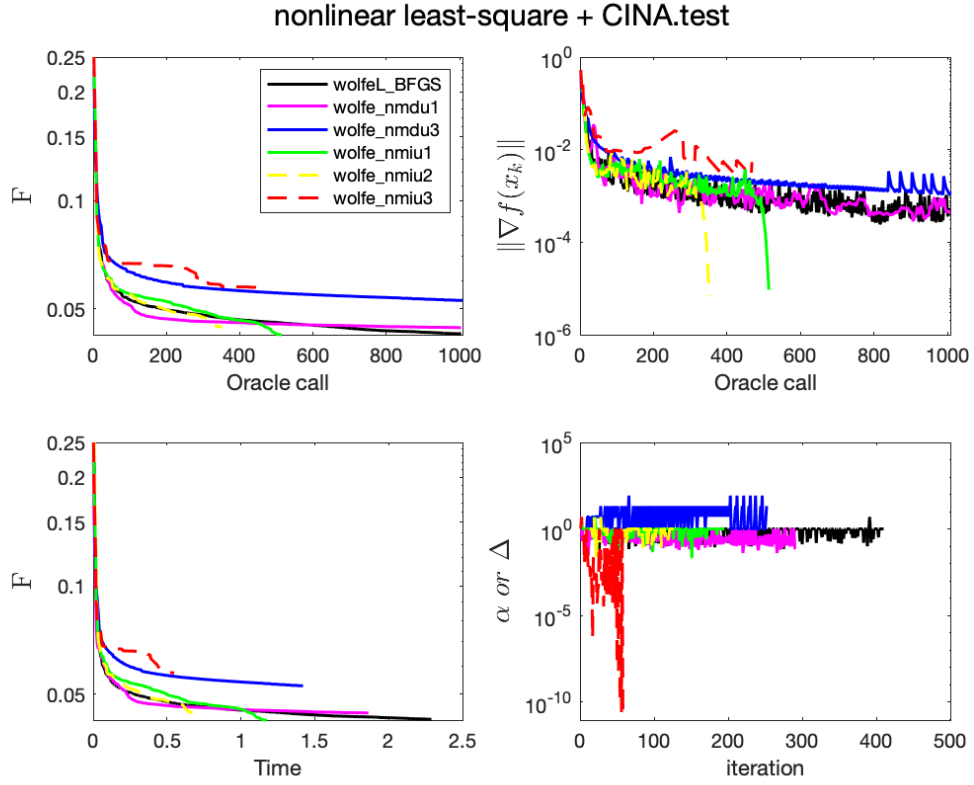 nonlinear least-square + CINA.test
0.25
0.2
0.15
0.1
0.05
F
0 200 400 600 800 1000
Oracle call
wolfeL_BFGS
wolfe_nmdu1
wolfe_nmdu3
wolfe_nmiu1
wolfe_nmiu2
wolfe_nmiu3
10^0
10^-2
10^-4
10^-6
‖∇f(x_k)‖
0 200 400 600 800 1000
Oracle call
0.25
0.2
0.15
0.1
0.05
F
0 0.5 1 1.5 2 2.5
Time
10^5
10^0
10^-5
10^-10
α or Δ
0 100 200 300 400 500
iteration